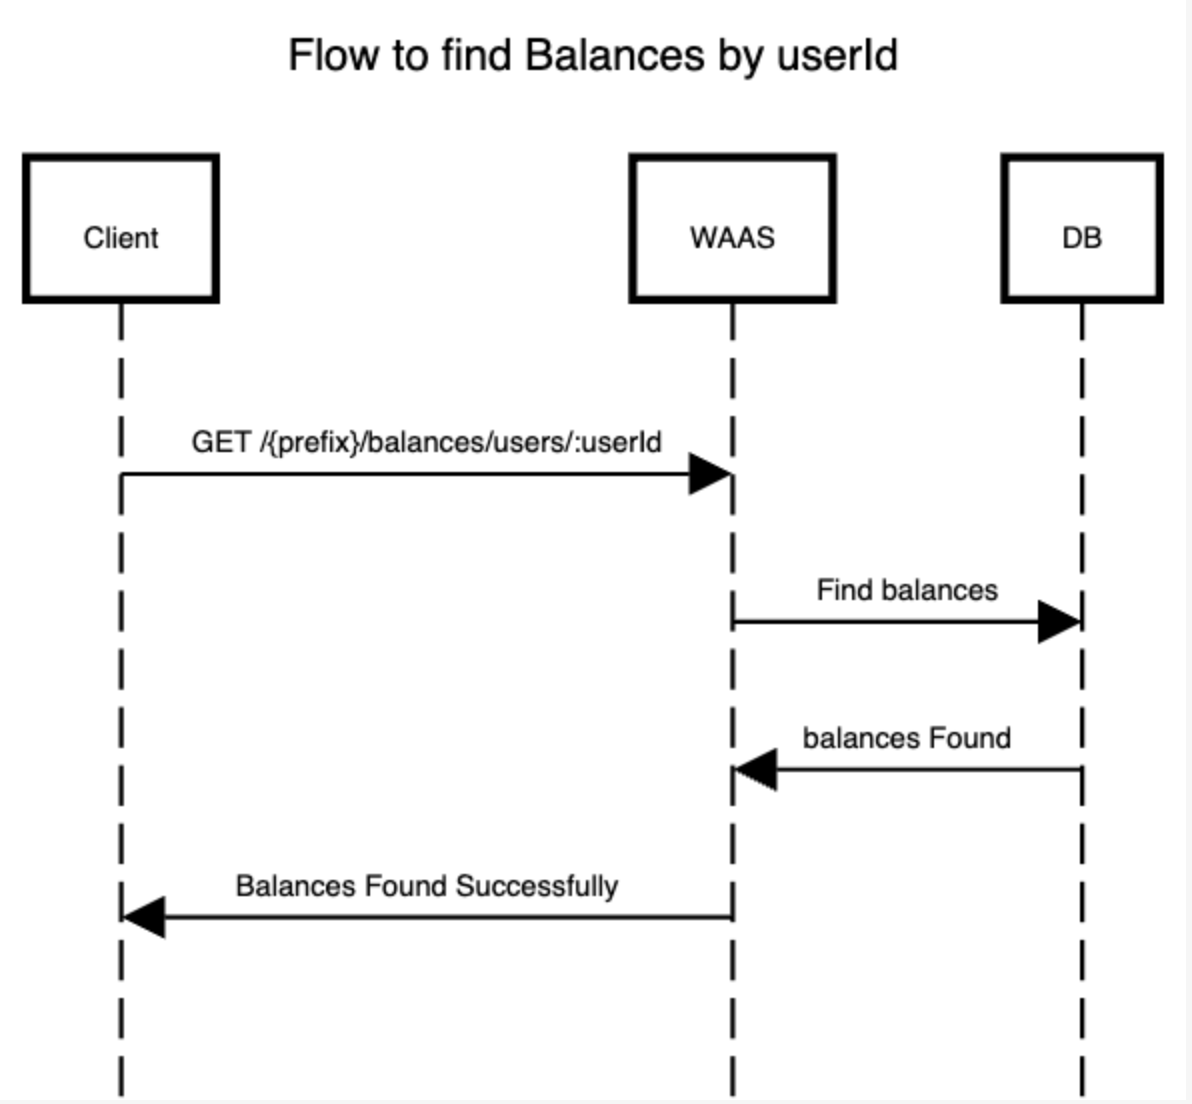 Flow to find Balances by userId
Client
WAAS
DB
GET /{prefix}/balances/users/:userId
Find balances
balances Found
Balances Found Successfully